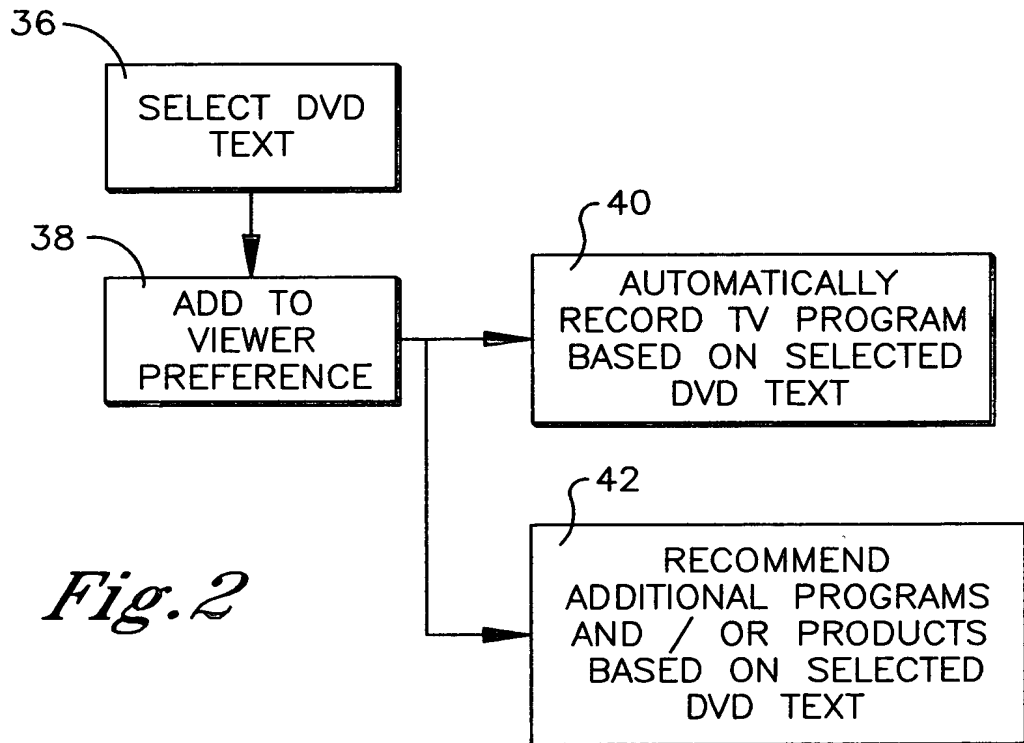 36
SELECT DVD
TEXT
38
ADD TO
VIEWER
PREFERENCE
40
AUTOMATICALLY
RECORD TV PROGRAM
BASED ON SELECTED
DVD TEXT
42
RECOMMEND
ADDITIONAL PROGRAMS
AND / OR PRODUCTS
BASED ON SELECTED
DVD TEXT
Fig.2